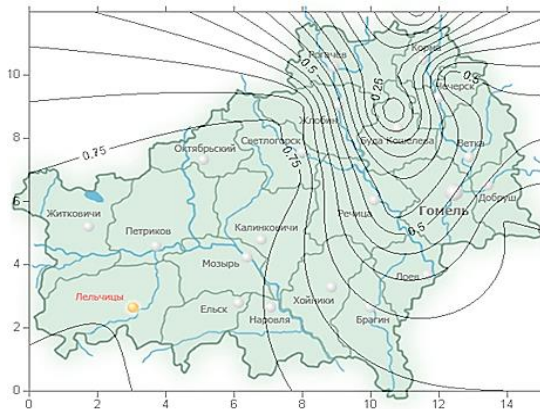 Рогачев
Корма
10
0.5
0.25
0.5
Чечерск
Жлобин
8
Октябрьский
Светлогорск
Буда Кошелева
Ветка
0.75
0.75
6
Житковичи
Речица
Гомель
Добруш
Петриков
Калинковичи
0.5
4
Мозырь
Лоев
Лельчицы
Ельск
Наровля
Хойники
Брагин
2
0
0
2
4
6
8
10
12
14